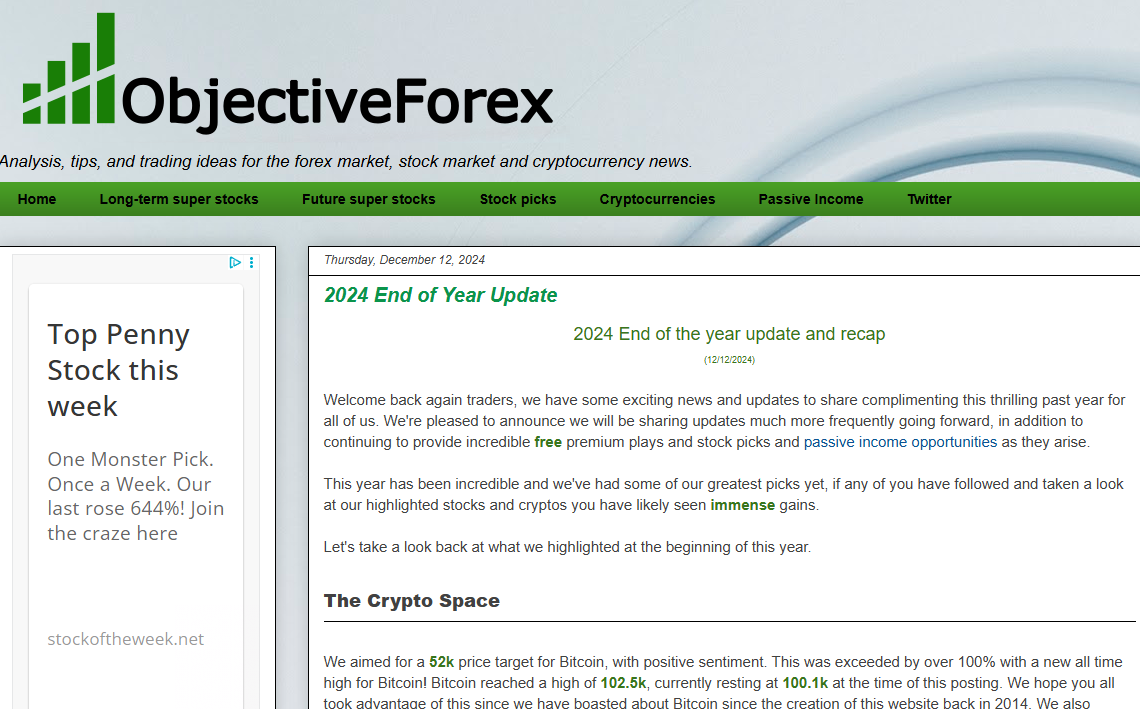 ObjectiveForex
Analysis, tips, and trading ideas for the forex market, stock market and cryptocurrency news.
Home Long-term super stocks Future super stocks Stock picks Cryptocurrencies Passive Income Twitter
Top Penny
Stock this
week
One Monster Pick.
Once a Week. Our
last rose 644%! Join
the craze here
stockoftheweek.net
Thursday, December 12, 2024
2024 End of Year Update
2024 End of the year update and recap
(12/12/2024)
Welcome back again traders, we have some exciting news and updates to share complimenting this thrilling past year for
all of us. We're pleased to announce we will be sharing updates much more frequently going forward, in addition to
continuing to provide incredible free premium plays and stock picks and passive income opportunities as they arise.
This year has been incredible and we've had some of our greatest picks yet, if any of you have followed and taken a look
at our highlighted stocks and cryptos you have likely seen immense gains.
Let's take a look back at what we highlighted at the beginning of this year.
The Crypto Space
We aimed for a 52k price target for Bitcoin, with positive sentiment. This was exceeded by over 100% with a new all time
high for Bitcoin! Bitcoin reached a high of 102.5k, currently resting at 100.1k at the time of this posting. We hope you all
took advantage of this since we have boasted about Bitcoin since the creation of this website back in 2014. We also